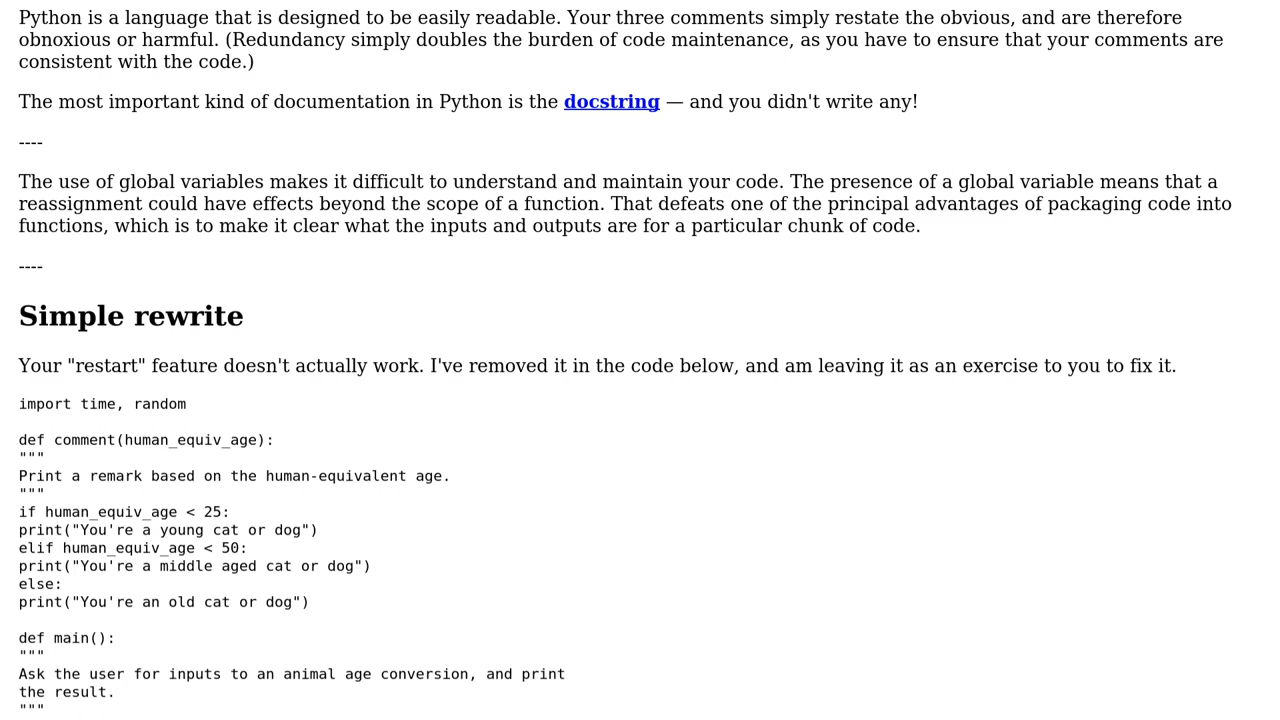 Python is a language that is designed to be easily readable. Your three comments simply restate the obvious, and are therefore
obnoxious or harmful. (Redundancy simply doubles the burden of code maintenance, as you have to ensure that your comments are
consistent with the code.)
The most important kind of documentation in Python is the docstring — and you didn't write any!
----
The use of global variables makes it difficult to understand and maintain your code. The presence of a global variable means that a
reassignment could have effects beyond the scope of a function. That defeats one of the principal advantages of packaging code into
functions, which is to make it clear what the inputs and outputs are for a particular chunk of code.
----
Simple rewrite
Your "restart" feature doesn't actually work. I've removed it in the code below, and am leaving it as an exercise to you to fix it.
import time, random
def comment(human_equiv_age):
"""
Print a remark based on the human-equivalent age.
"""
if human_equiv_age < 25:
print("You're a young cat or dog")
elif human_equiv_age < 50:
print("You're a middle aged cat or dog")
else:
print("You're an old cat or dog")
def main():
"""
Ask the user for inputs to an animal age conversion, and print
the result.
"""